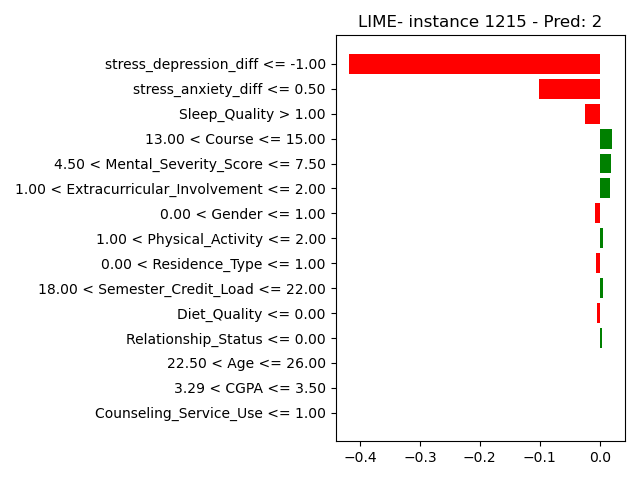 LIME- instance 1215 - Pred: 2
stress_depression_diff <= -1.00
stress_anxiety_diff <= 0.50
Sleep_Quality > 1.00
13.00 < Course <= 15.00
4.50 < Mental_Severity_Score <= 7.50
1.00 < Extracurricular_Involvement <= 2.00
0.00 < Gender <= 1.00
1.00 < Physical_Activity <= 2.00
0.00 < Residence_Type <= 1.00
18.00 < Semester_Credit_Load <= 22.00
Diet_Quality <= 0.00
Relationship_Status <= 0.00
22.50 < Age <= 26.00
3.29 < CGPA <= 3.50
Counseling_Service_Use <= 1.00
−0.4 −0.3 −0.2 −0.1 0.0